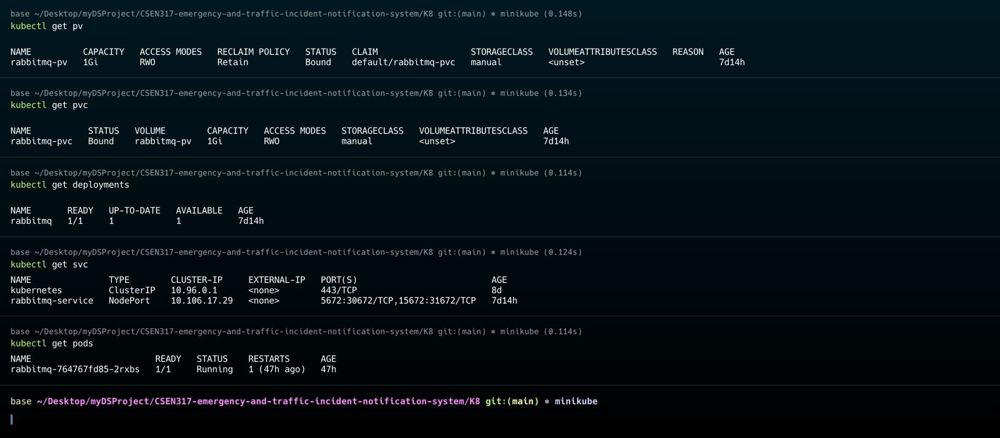 base ~/Desktop/myDSProject/CSEN317-emergency-and-traffic-incident-notification-system/K8 git:(main) ⎈ minikube (0.148s)
kubectl get pv
NAME CAPACITY ACCESS MODES RECLAIM POLICY STATUS CLAIM STORAGECLASS VOLUMEATTRIBUTESCLASS REASON AGE
rabbitmq-pv 1Gi RWO Retain Bound default/rabbitmq-pvc manual <unset> 7d14h
base ~/Desktop/myDSProject/CSEN317-emergency-and-traffic-incident-notification-system/K8 git:(main) ⎈ minikube (0.134s)
kubectl get pvc
NAME STATUS VOLUME CAPACITY ACCESS MODES STORAGECLASS VOLUMEATTRIBUTESCLASS AGE
rabbitmq-pvc Bound rabbitmq-pv 1Gi RWO manual <unset> 7d14h
base ~/Desktop/myDSProject/CSEN317-emergency-and-traffic-incident-notification-system/K8 git:(main) ⎈ minikube (0.114s)
kubectl get deployments
NAME READY UP-TO-DATE AVAILABLE AGE
rabbitmq 1/1 1 1 7d14h
base ~/Desktop/myDSProject/CSEN317-emergency-and-traffic-incident-notification-system/K8 git:(main) ⎈ minikube (0.124s)
kubectl get svc
NAME TYPE CLUSTER-IP EXTERNAL-IP PORT(S) AGE
kubernetes ClusterIP 10.96.0.1 <none> 443/TCP 8d
rabbitmq-service NodePort 10.106.17.29 <none> 5672:30672/TCP,15672:31672/TCP 7d14h
base ~/Desktop/myDSProject/CSEN317-emergency-and-traffic-incident-notification-system/K8 git:(main) ⎈ minikube (0.114s)
kubectl get pods
NAME READY STATUS RESTARTS AGE
rabbitmq-764767fd85-2rxbs 1/1 Running 1 (47h ago) 47h
base ~/Desktop/myDSProject/CSEN317-emergency-and-traffic-incident-notification-system/K8 git:(main) ⎈ minikube